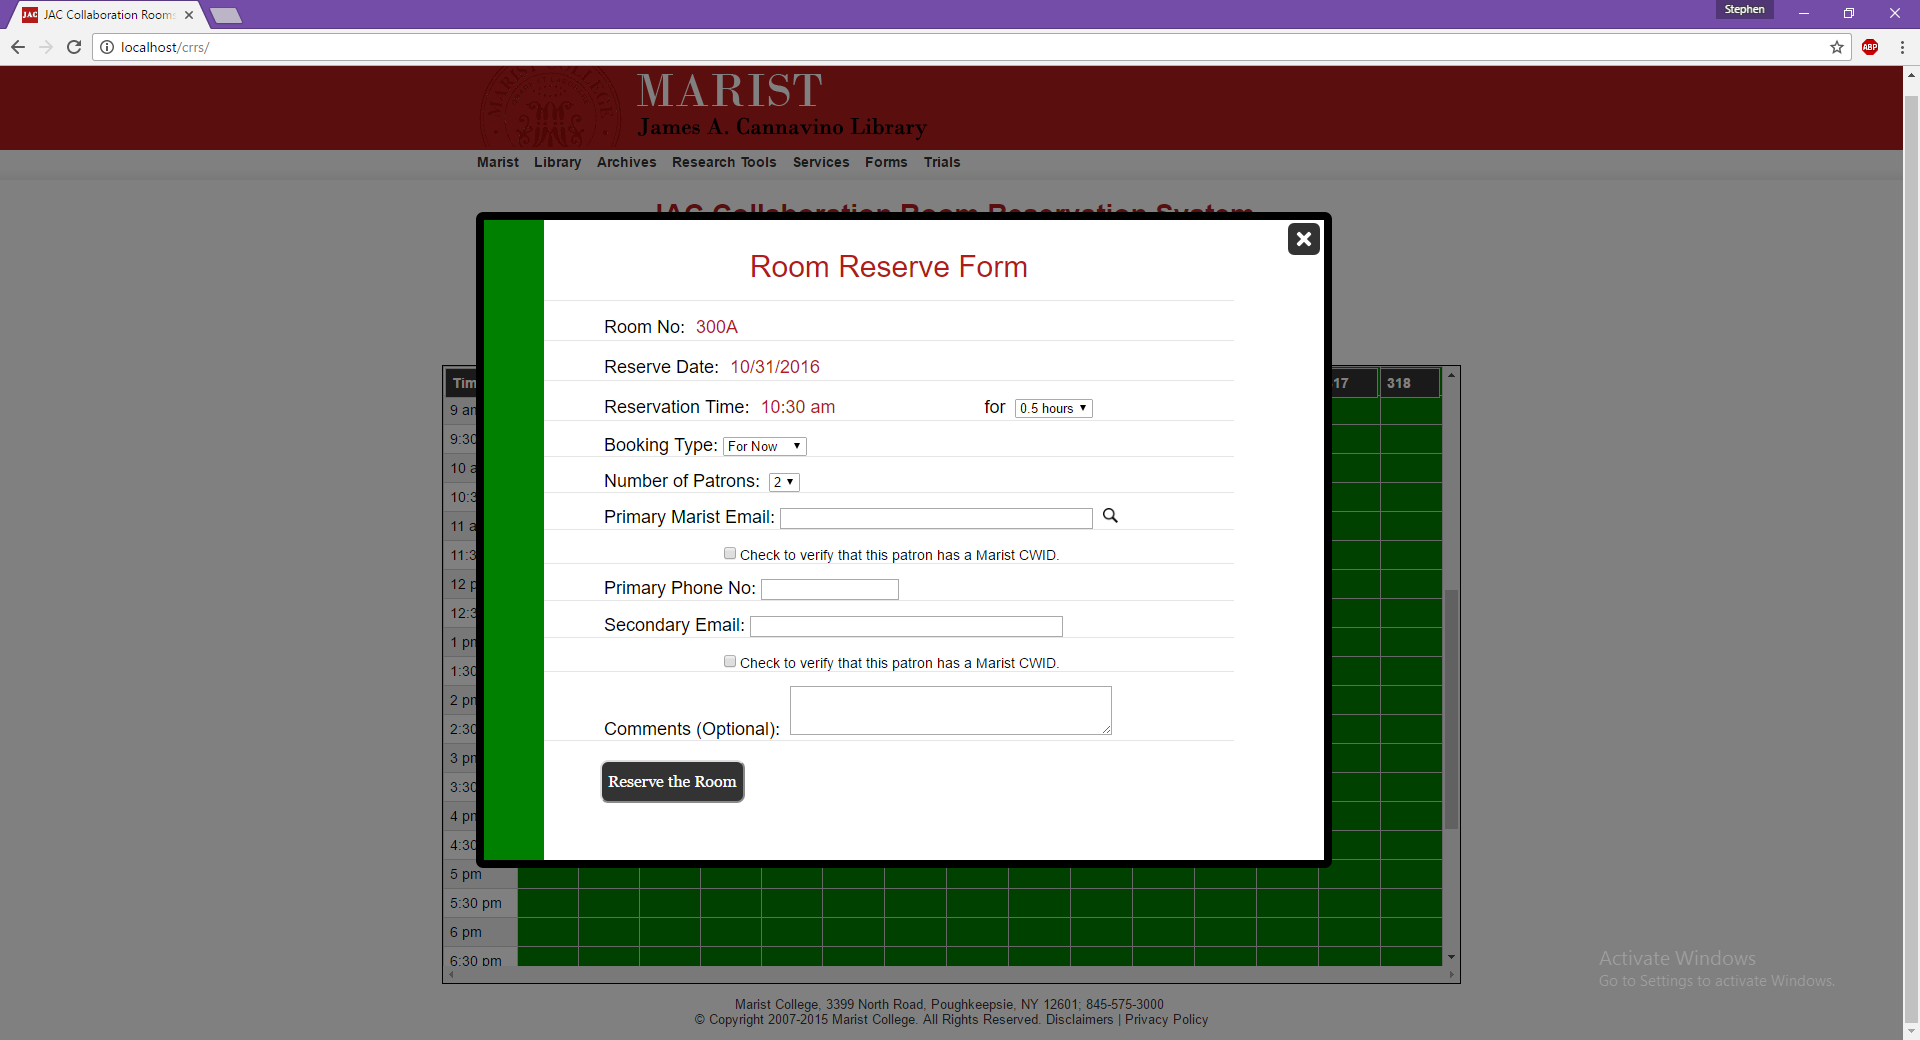 JAC Collaboration Rooms
Stephen
localhost/crrs/
ABP
MARIST
James A. Cannavino Library
Marist Library Archives Research Tools Services Forms Trials
JAC Collaboration Room Reservation System
Room Reserve Form
Room No: 300A
Reserve Date: 10/31/2016
Reservation Time: 10:30 am for 0.5 hours
Booking Type: For Now
Number of Patrons: 2
Primary Marist Email:
Check to verify that this patron has a Marist CWID.
Primary Phone No:
Secondary Email:
Check to verify that this patron has a Marist CWID.
Comments (Optional):
Reserve the Room
Tim 17 318
9 am
9:30
10 a
10:3
11 a
11:3
12 p
12:3
1 pm
1:30
2 pm
2:30
3 pm
3:30
4 pm
4:30
5 pm
5:30 pm
6 pm
6:30 pm
Activate Windows
Go to Settings to activate Windows.
Marist College, 3399 North Road, Poughkeepsie, NY 12601; 845-575-3000
© Copyright 2007-2015 Marist College. All Rights Reserved. Disclaimers | Privacy Policy